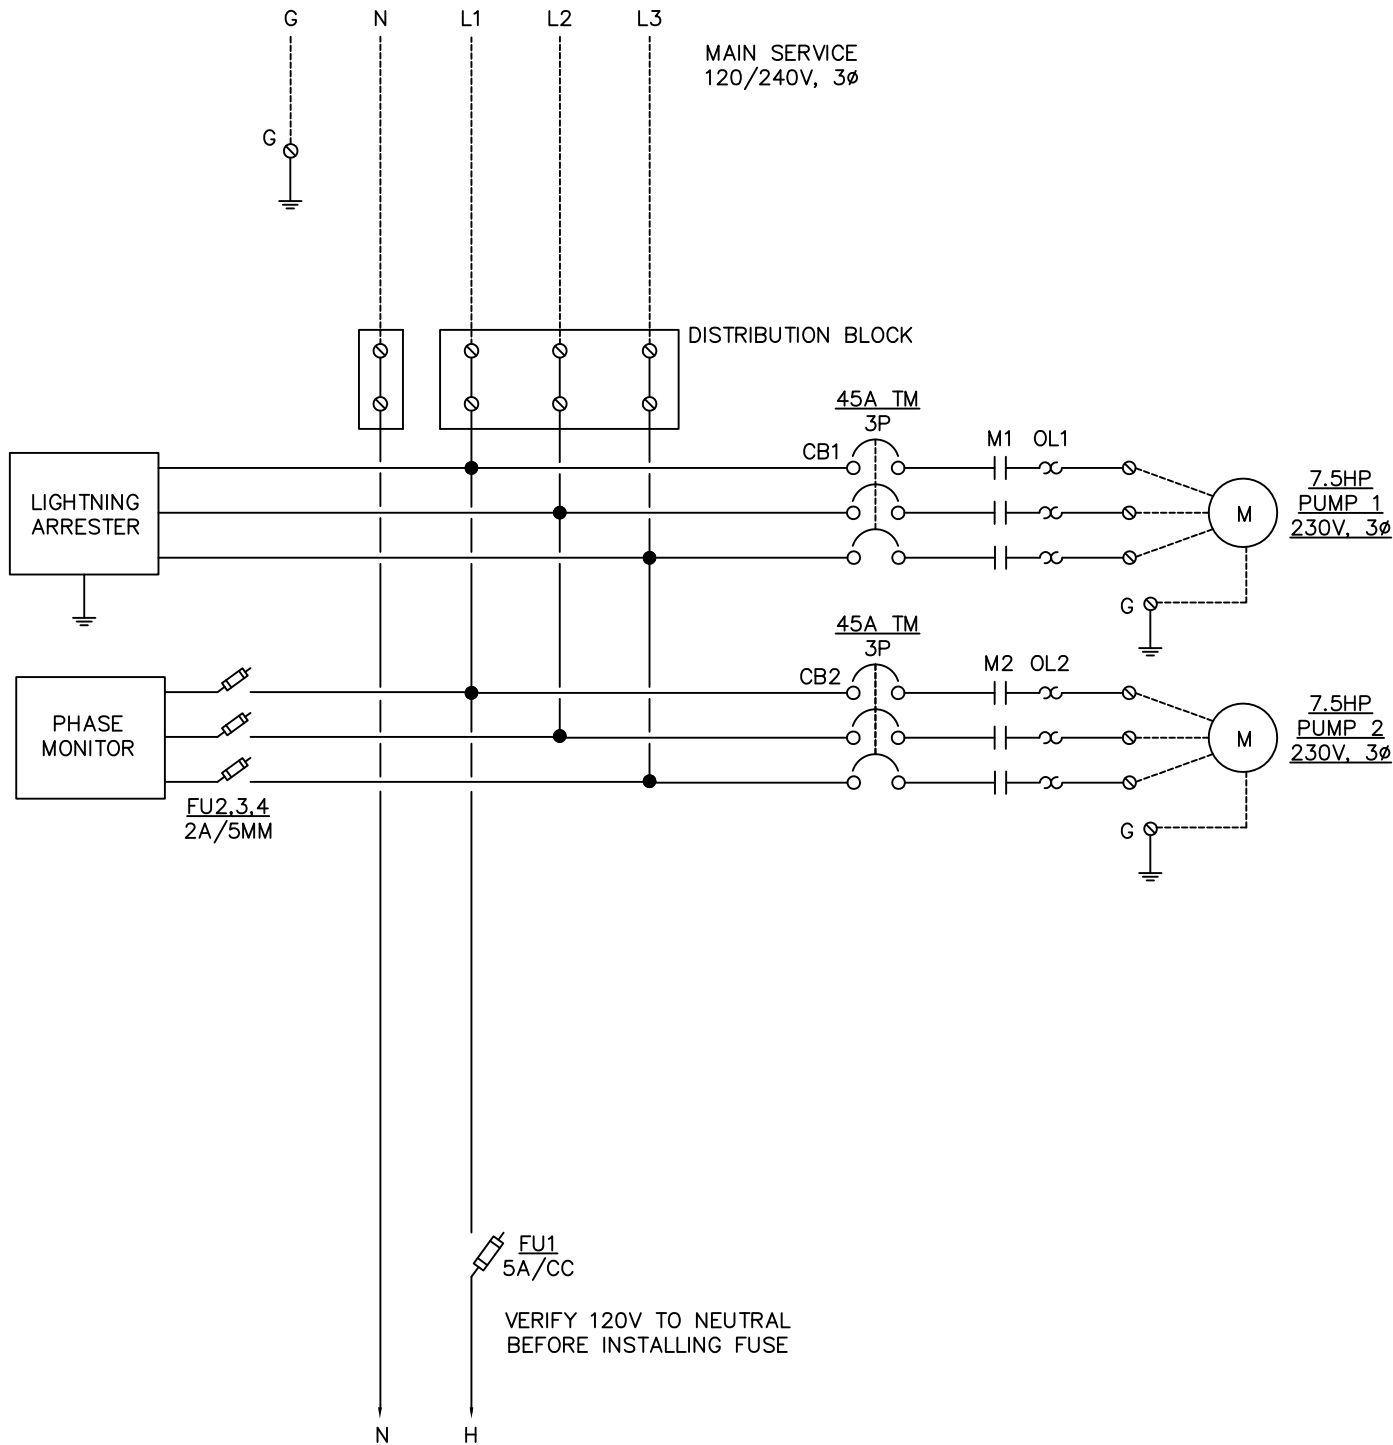 G N L1 L2 L3
MAIN SERVICE
120/240V, 3ø
G
DISTRIBUTION BLOCK
45A TM
3P
CB1
M1 OL1
LIGHTNING
ARRESTER
7.5HP
PUMP 1
230V, 3ø
M
G
45A TM
3P
CB2
M2 OL2
PHASE
MONITOR
7.5HP
PUMP 2
230V, 3ø
M
FU2,3,4
2A/5MM
G
FU1
5A/CC
VERIFY 120V TO NEUTRAL
BEFORE INSTALLING FUSE
N H